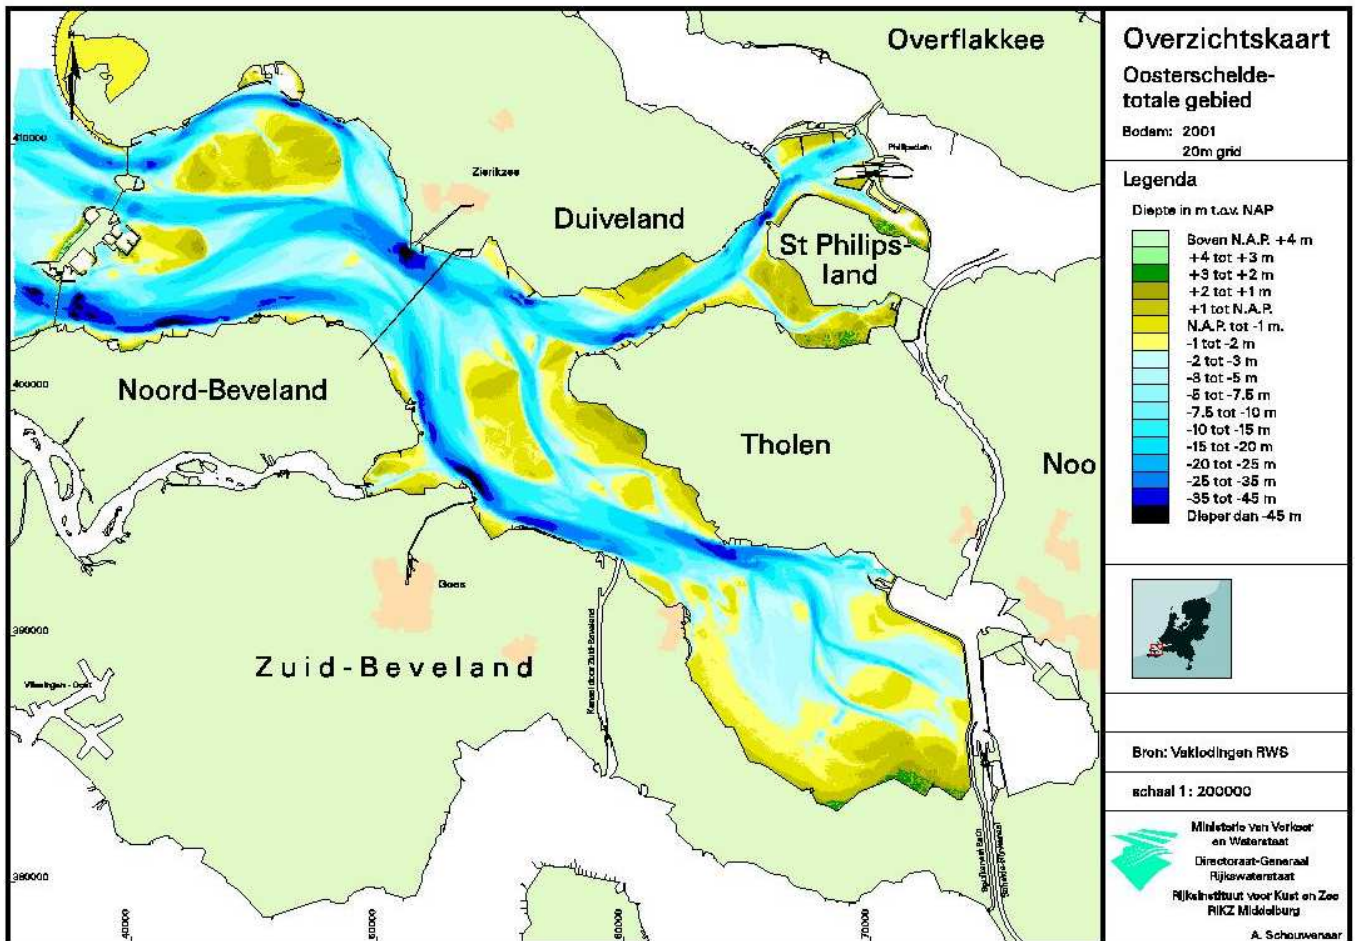 Overflakkee
Zierikzee
Philipsdam
Duiveland
St Philips-
land
Noord-Beveland
Tholen
Noo
Goes
Zuid-Beveland
Vlissingen - Oost
Kanaal door Zuid-Beveland
410000
400000
390000
380000
40000
50000
60000
70000
Overzichtskaart
Oosterschelde-
totale gebied
Bodem: 2001
20m grid
Legenda
Diepte in m t.o.v. NAP
Boven N.A.P. +4 m
+4 tot +3 m
+3 tot +2 m
+2 tot +1 m
+1 tot N.A.P.
N.A.P. tot -1 m.
-1 tot -2 m
-2 tot -3 m
-3 tot -5 m
-5 tot -7.5 m
-7.5 tot -10 m
-10 tot -15 m
-15 tot -20 m
-20 tot -25 m
-25 tot -35 m
-35 tot -45 m
Dieper dan -45 m
Bron: Vaklodingen RWS
schaal 1: 200000
Ministerie van Verkeer
en Waterstaat
Directoraat-Generaal
Rijkswaterstaat
Rijksinstituut voor Kust en Zee
RIKZ Middelburg
A. Schouwenaar